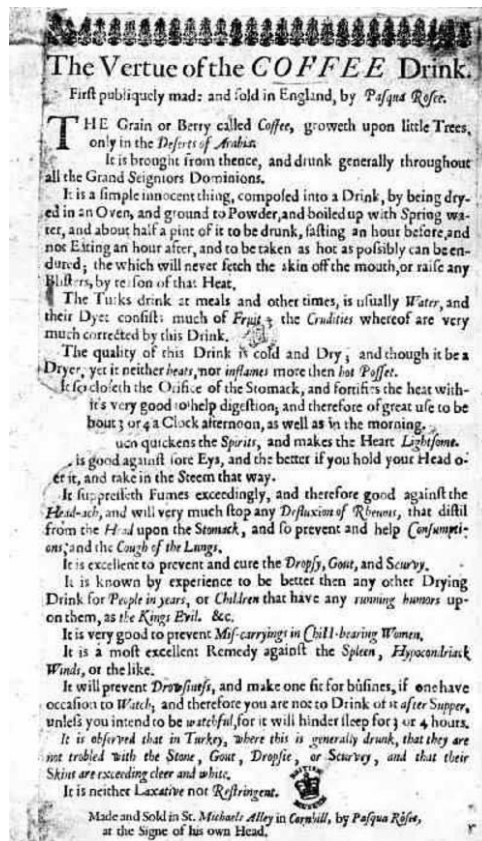 The Vertue of the COFFEE Drink.
First publiquely made and sold in England, by Pasqua Rosee.
THE Grain or Berry called Coffee, groweth upon little Trees,
only in the Deserts of Arabia.
It is brought from thence, and drunk generally throughout
all the Grand Seigniors Dominions.
It is a simple innocent thing, composed into a Drink, by being dry-
ed in an Oven, and ground to Powder, and boiled up with Spring wa-
ter, and about half a pint of it to be drunk, fasting an hour before, and
not Eating an hour after, and to be taken as hot as possibly can be en-
dured; the which will never fetch the skin off the mouth, or raise any
Blisters, by reason of that Heat.
The Turks drink at meals and other times, is usually Water, and
their Dyet consists much of Fruit; the Crudities whereof are very
much corrected by this Drink.
The quality of this Drink is cold and Dry; and though it be a
Dryer, yet it neither heats, nor inflames more then hot Posset.
It so closeth the Orifice of the Stomack, and fortifies the heat with-
it's very good to help digestion; and therefore of great use to be
bout 3 or 4 a Clock afternoon, as well as in the morning.
uch quickens the Spirits, and makes the Heart Lightsome.
is good against sore Eys, and the better if you hold your Head o-
er it, and take in the Steem that way.
It suppresseth Fumes exceedingly, and therefore good against the
Head-ach, and will very much stop any Defluxion of Rheums, that distil
from the Head upon the Stomack, and so prevent and help Consumpti-
ons; and the Cough of the Lungs.
It is excellent to prevent and cure the Dropsy, Gout, and Scurvy.
It is known by experience to be better then any other Drying
Drink for People in years, or Children that have any running humors up-
on them, as the Kings Evil. &c.
It is very good to prevent Mis-carryings in Child-bearing Women.
It is a most excellent Remedy against the Spleen, Hypocondriack
Winds, or the like.
It will prevent Drowsiness, and make one fit for busines, if one have
occasion to Watch, and therefore you are not to Drink of it after Supper,
unless you intend to be watchful, for it will hinder sleep for 3 or 4 hours.
It is observed that in Turkey, where this is generally drunk, that they are
not trobled with the Stone, Gout, Dropsie, or Scurvey, and that their
Skins are exceeding cleer and white.
It is neither Laxative nor Restringent.
BRITISH MUSEUM
Made and Sold in St. Michaels Alley in Cornhill, by Pasqua Rosee,
at the Signe of his own Head.